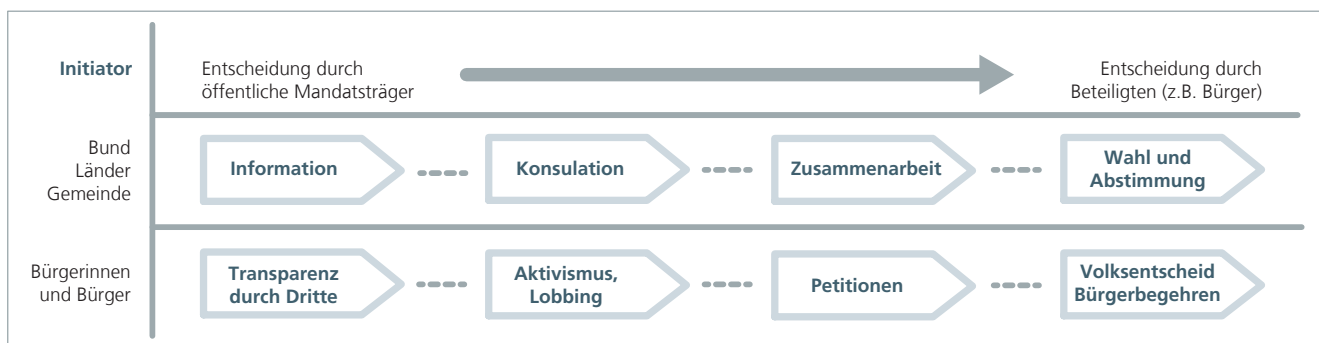 Initiator
Entscheidung durch
öffentliche Mandatsträger
Entscheidung durch
Beteiligten (z.B. Bürger)
Bund
Länder
Gemeinde
Information
Konsulation
Zusammenarbeit
Wahl und
Abstimmung
Bürgerinnen
und Bürger
Transparenz
durch Dritte
Aktivismus,
Lobbing
Petitionen
Volksentscheid
Bürgerbegehren